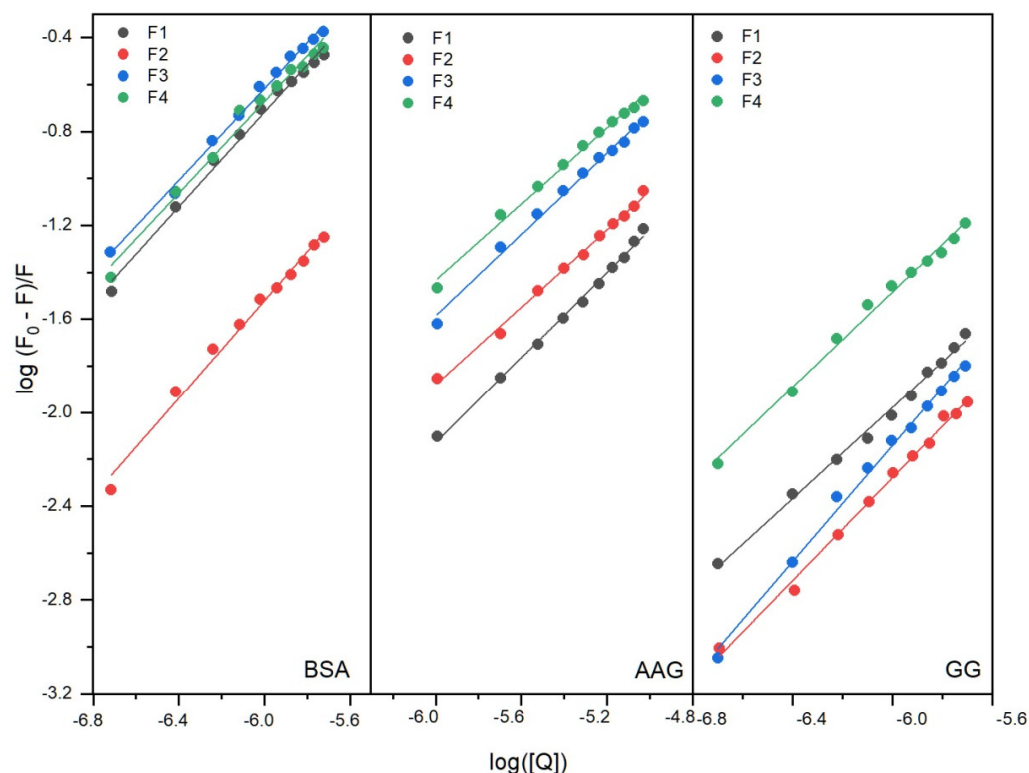 log (F₀ - F)/F
-0.4
-0.8
-1.2
-1.6
-2.0
-2.4
-2.8
-3.2
F1
F2
F3
F4
BSA
-6.8 -6.4 -6.0 -5.6
F1
F2
F3
F4
AAG
-6.0 -5.6 -5.2 -4.8
F1
F2
F3
F4
GG
-6.8 -6.4 -6.0 -5.6
log([Q])